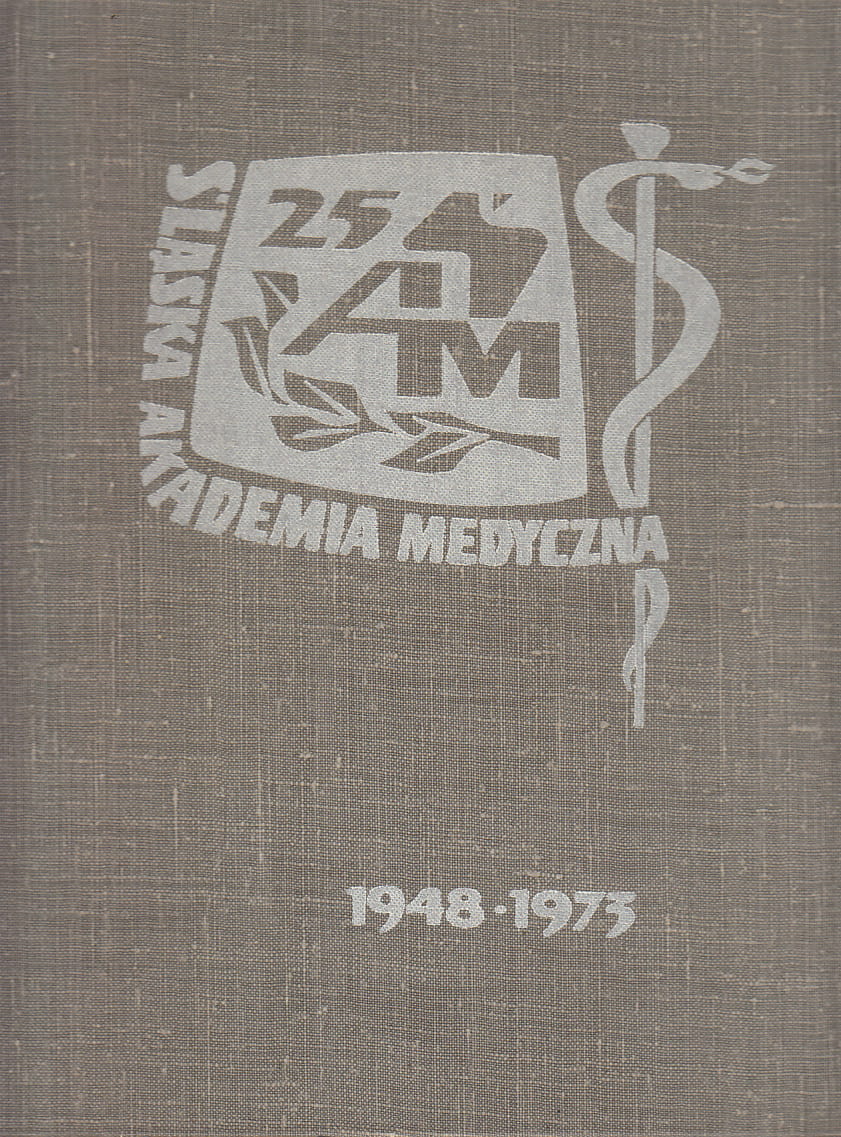 25 Ś
AM
ŚLĄSKA AKADEMIA MEDYCZNA
1948·1973